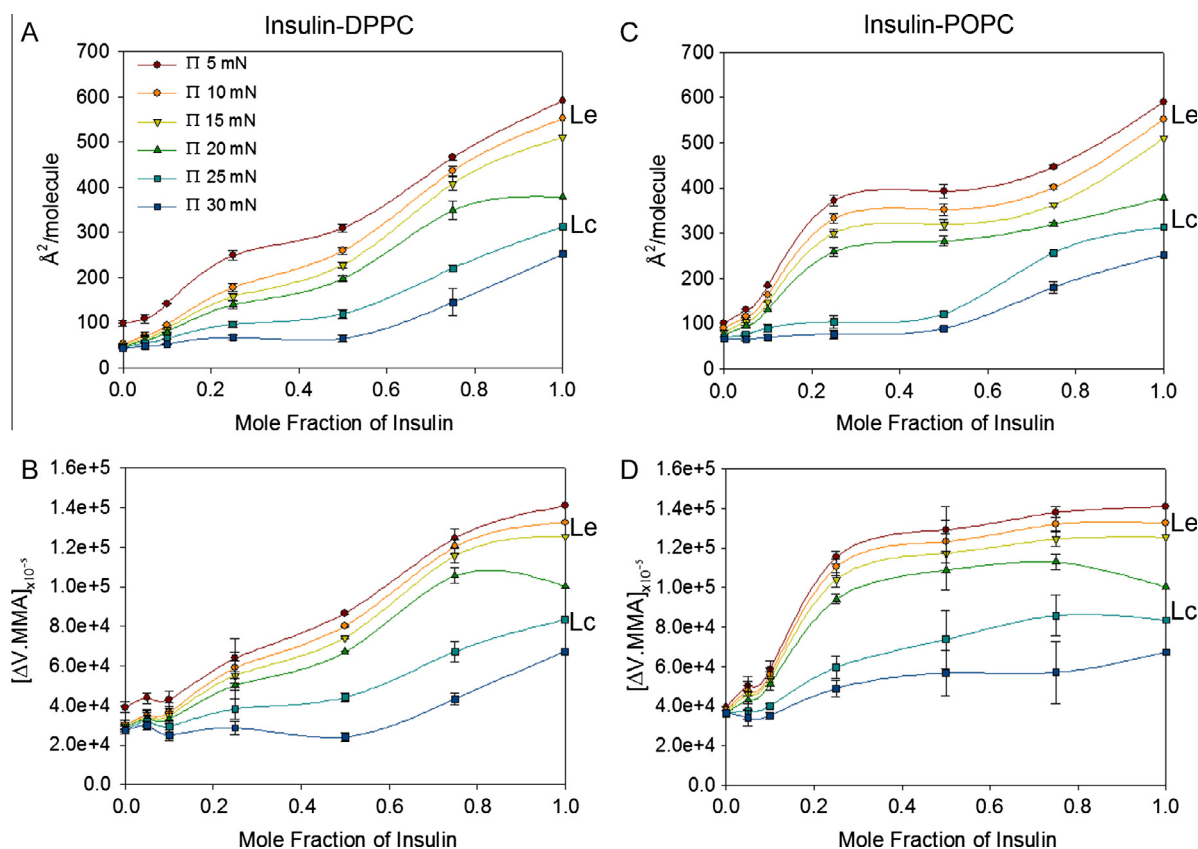 A
Insulin-DPPC
700
600
500
400
300
200
100
0
Å²/molecule
Π 5 mN
Π 10 mN
Π 15 mN
Π 20 mN
Π 25 mN
Π 30 mN
Le
Lc
0.0 0.2 0.4 0.6 0.8 1.0
Mole Fraction of Insulin
C
Insulin-POPC
700
600
500
400
300
200
100
0
Å²/molecule
Le
Lc
0.0 0.2 0.4 0.6 0.8 1.0
Mole Fraction of Insulin
B
1.6e+5
1.4e+5
1.2e+5
1.0e+5
8.0e+4
6.0e+4
4.0e+4
2.0e+4
0.0
[ΔV.MMA]x10⁻⁵
Le
Lc
0.0 0.2 0.4 0.6 0.8 1.0
Mole Fraction of Insulin
D
1.6e+5
1.4e+5
1.2e+5
1.0e+5
8.0e+4
6.0e+4
4.0e+4
2.0e+4
0.0
[ΔV.MMA]x10⁻⁵
Le
Lc
0.0 0.2 0.4 0.6 0.8 1.0
Mole Fraction of Insulin